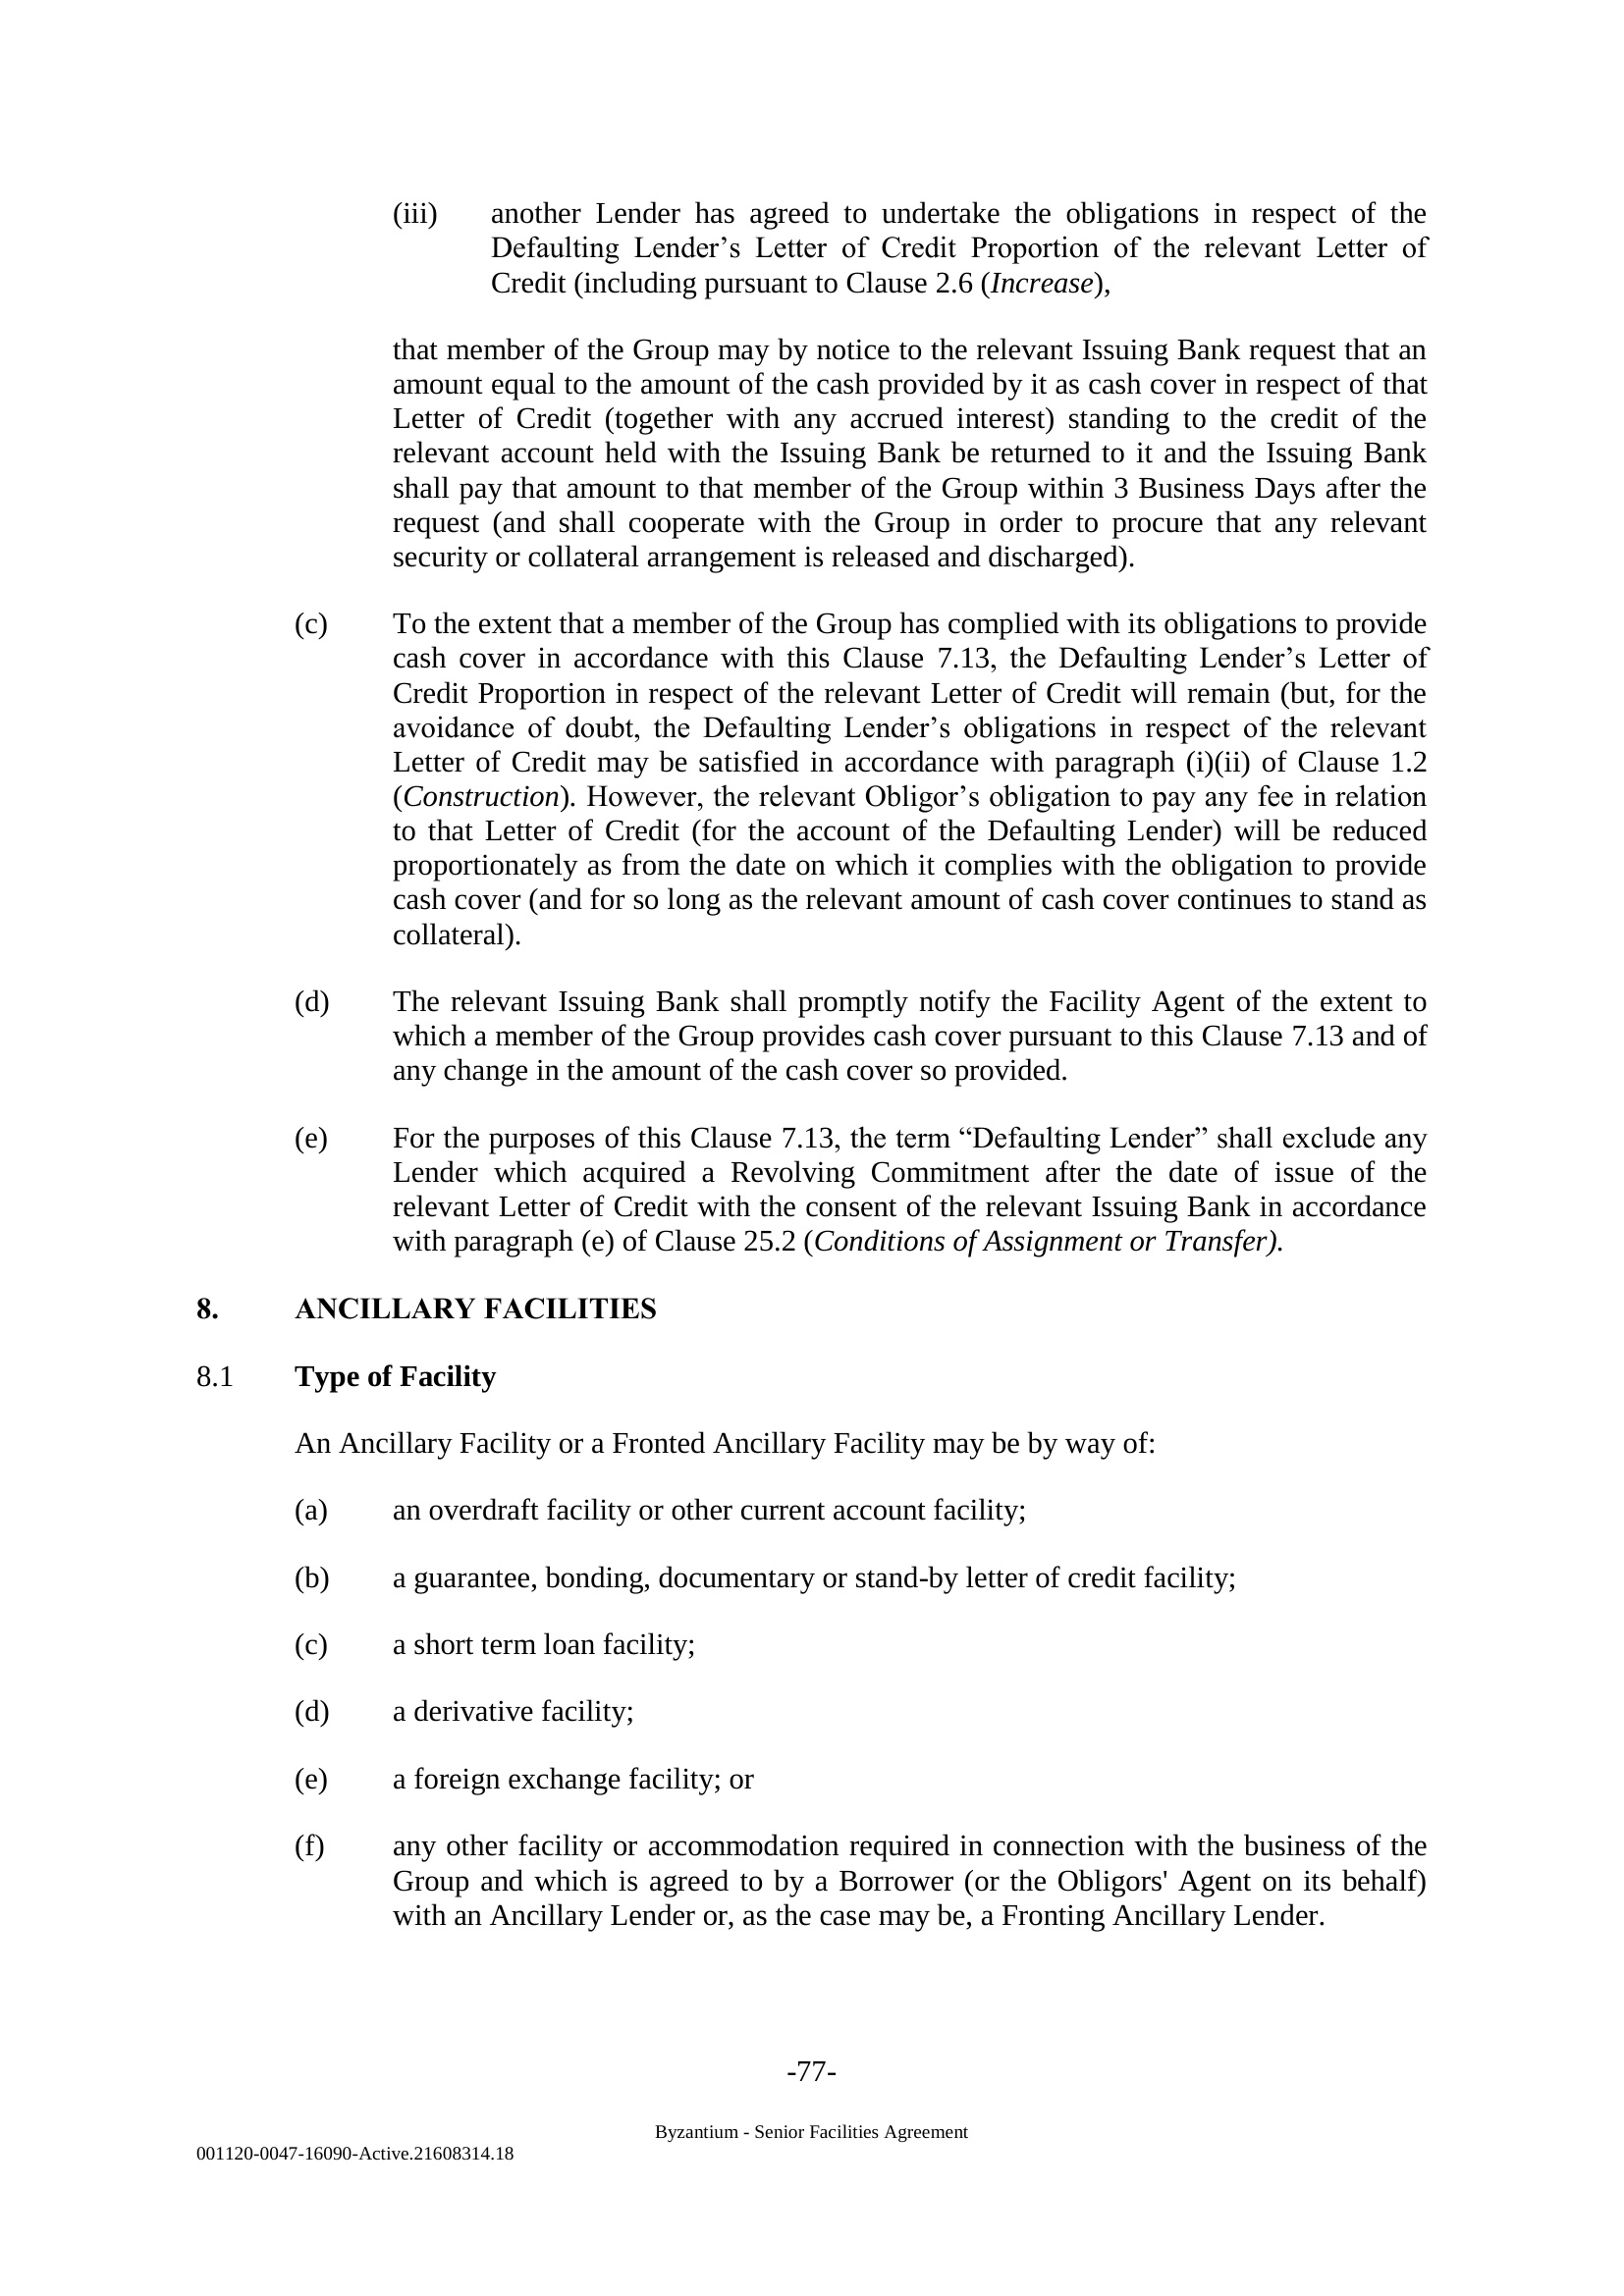 (iii) another Lender has agreed to undertake the obligations in respect of the
Defaulting Lender’s Letter of Credit Proportion of the relevant Letter of
Credit (including pursuant to Clause 2.6 (Increase),
that member of the Group may by notice to the relevant Issuing Bank request that an
amount equal to the amount of the cash provided by it as cash cover in respect of that
Letter of Credit (together with any accrued interest) standing to the credit of the
relevant account held with the Issuing Bank be returned to it and the Issuing Bank
shall pay that amount to that member of the Group within 3 Business Days after the
request (and shall cooperate with the Group in order to procure that any relevant
security or collateral arrangement is released and discharged).
(c) To the extent that a member of the Group has complied with its obligations to provide
cash cover in accordance with this Clause 7.13, the Defaulting Lender’s Letter of
Credit Proportion in respect of the relevant Letter of Credit will remain (but, for the
avoidance of doubt, the Defaulting Lender’s obligations in respect of the relevant
Letter of Credit may be satisfied in accordance with paragraph (i)(ii) of Clause 1.2
(Construction). However, the relevant Obligor’s obligation to pay any fee in relation
to that Letter of Credit (for the account of the Defaulting Lender) will be reduced
proportionately as from the date on which it complies with the obligation to provide
cash cover (and for so long as the relevant amount of cash cover continues to stand as
collateral).
(d) The relevant Issuing Bank shall promptly notify the Facility Agent of the extent to
which a member of the Group provides cash cover pursuant to this Clause 7.13 and of
any change in the amount of the cash cover so provided.
(e) For the purposes of this Clause 7.13, the term “Defaulting Lender” shall exclude any
Lender which acquired a Revolving Commitment after the date of issue of the
relevant Letter of Credit with the consent of the relevant Issuing Bank in accordance
with paragraph (e) of Clause 25.2 (Conditions of Assignment or Transfer).
8. ANCILLARY FACILITIES
8.1 Type of Facility
An Ancillary Facility or a Fronted Ancillary Facility may be by way of:
(a) an overdraft facility or other current account facility;
(b) a guarantee, bonding, documentary or stand-by letter of credit facility;
(c) a short term loan facility;
(d) a derivative facility;
(e) a foreign exchange facility; or
(f) any other facility or accommodation required in connection with the business of the
Group and which is agreed to by a Borrower (or the Obligors' Agent on its behalf)
with an Ancillary Lender or, as the case may be, a Fronting Ancillary Lender.
-77-
Byzantium - Senior Facilities Agreement
001120-0047-16090-Active.21608314.18